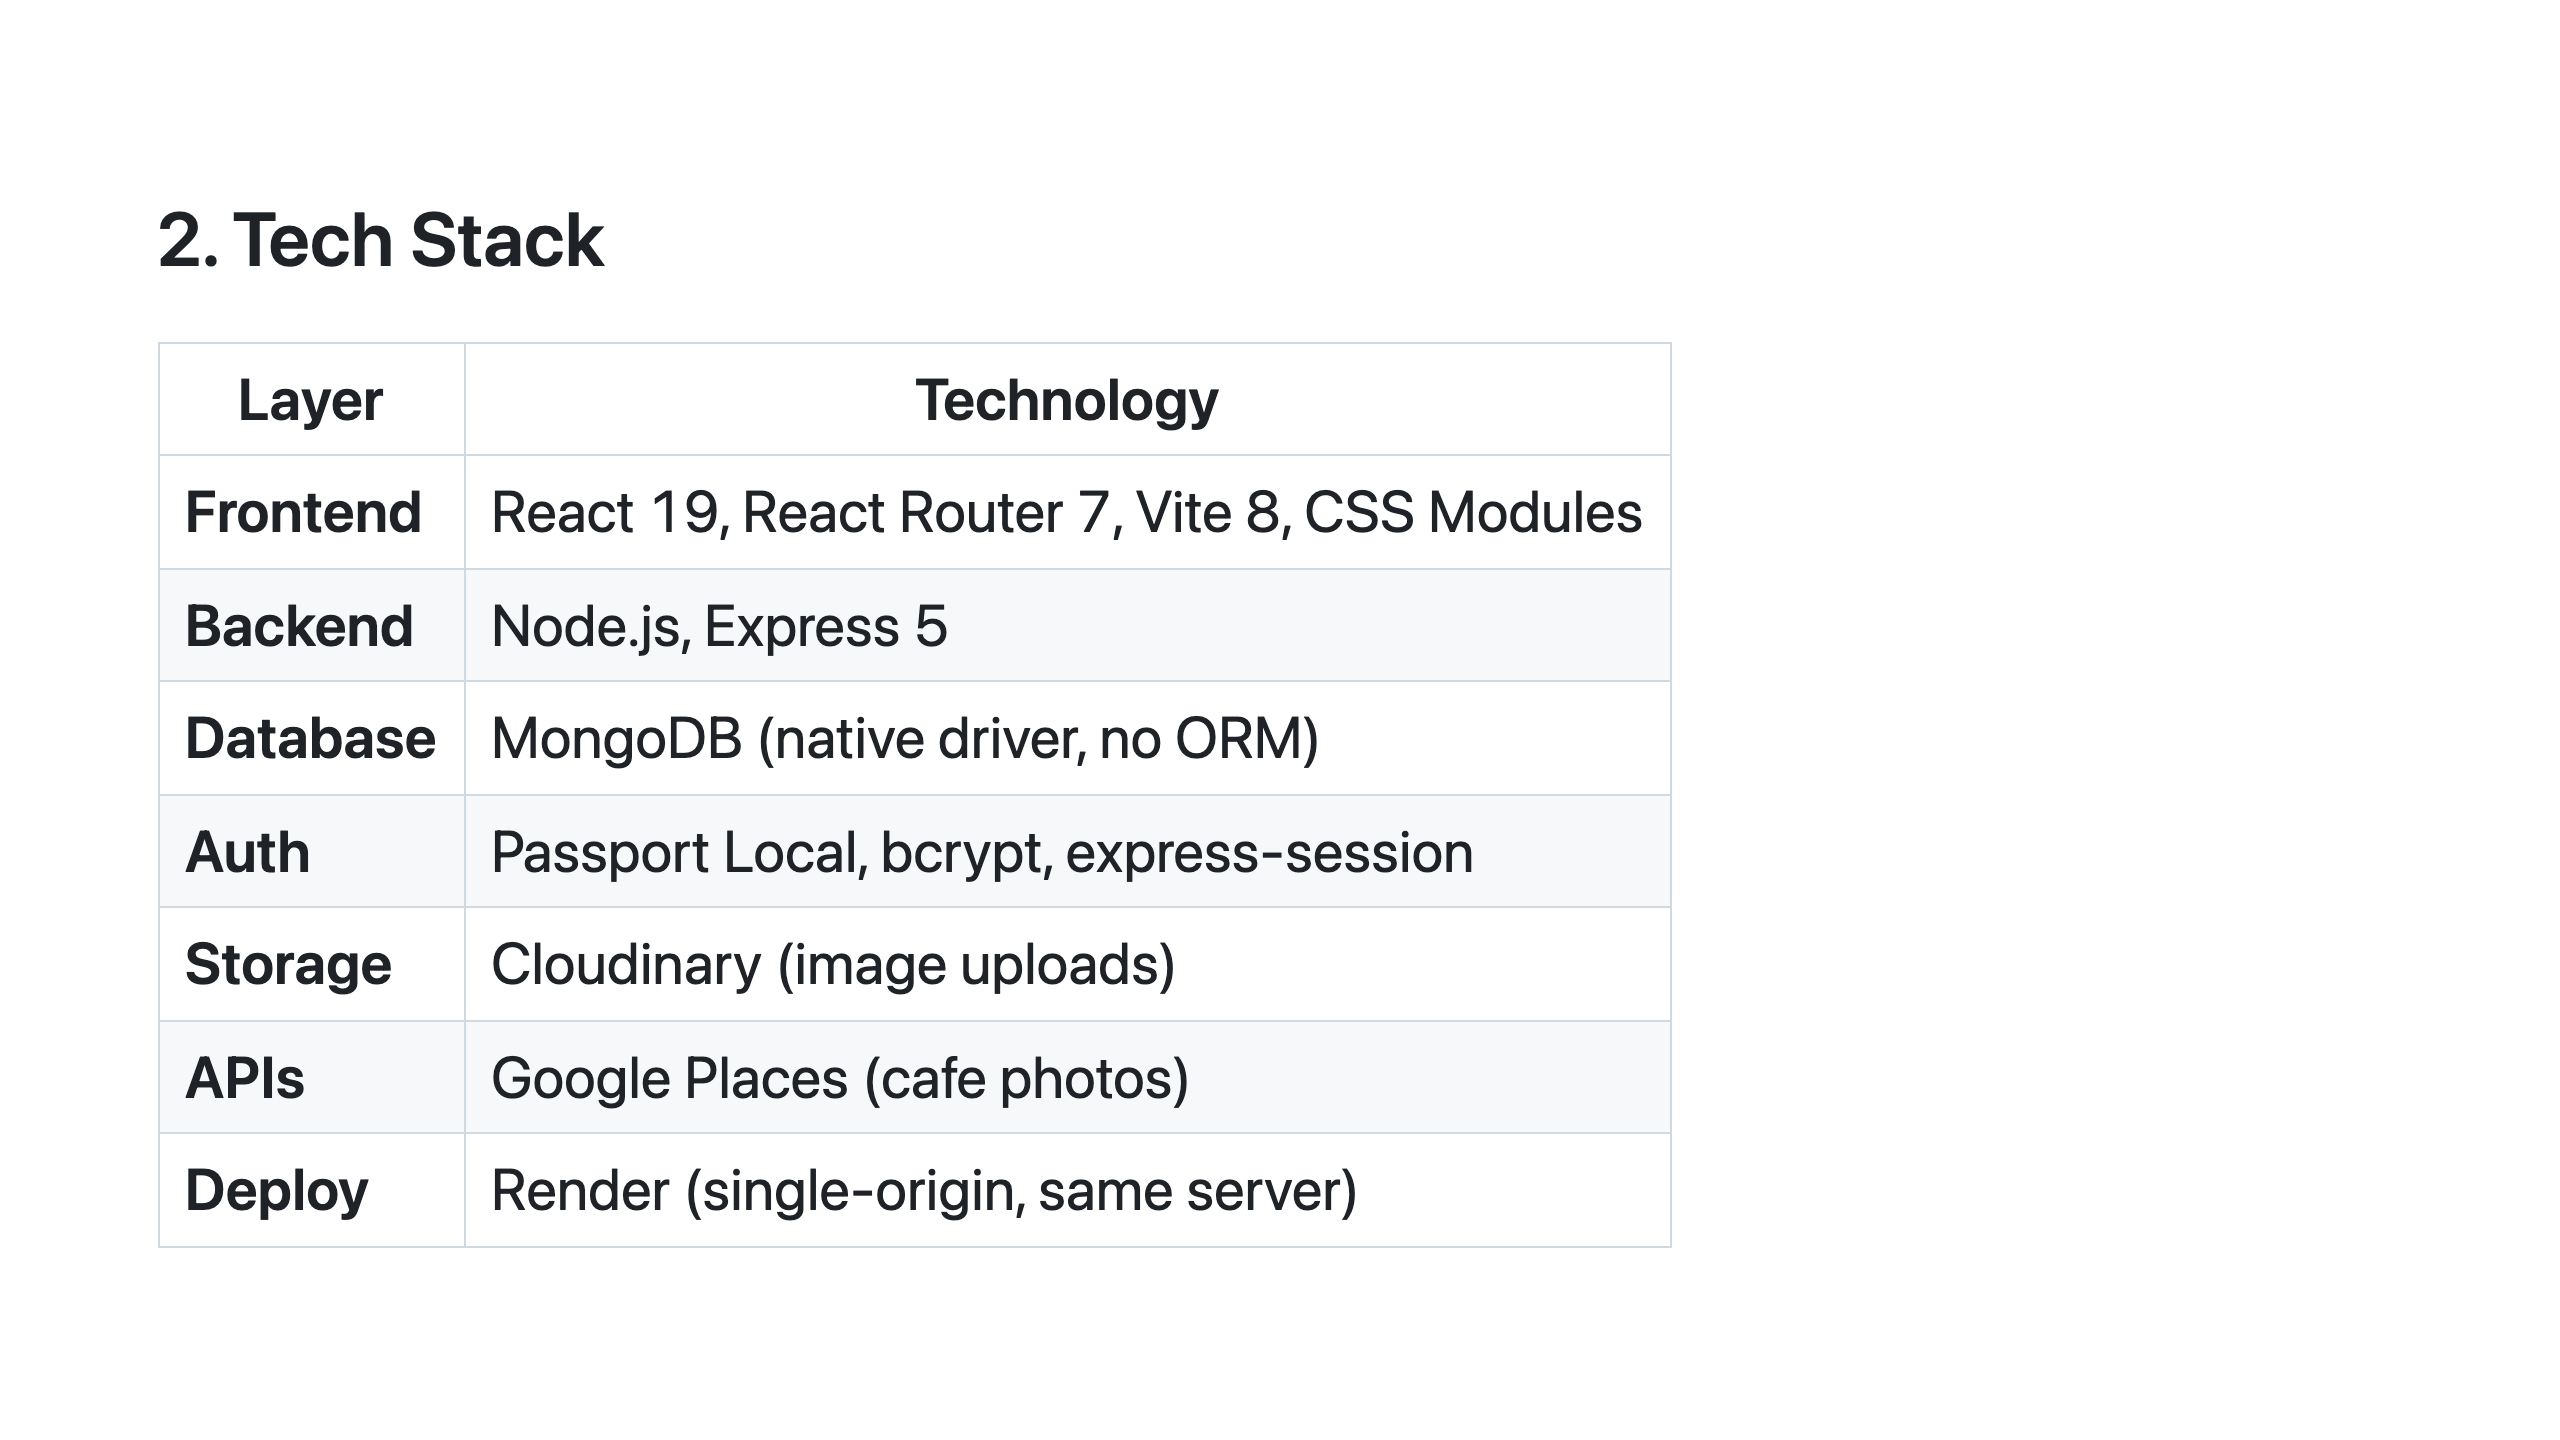 2. Tech Stack
Layer Technology
Frontend React 19, React Router 7, Vite 8, CSS Modules
Backend Node.js, Express 5
Database MongoDB (native driver, no ORM)
Auth Passport Local, bcrypt, express-session
Storage Cloudinary (image uploads)
APIs Google Places (cafe photos)
Deploy Render (single-origin, same server)